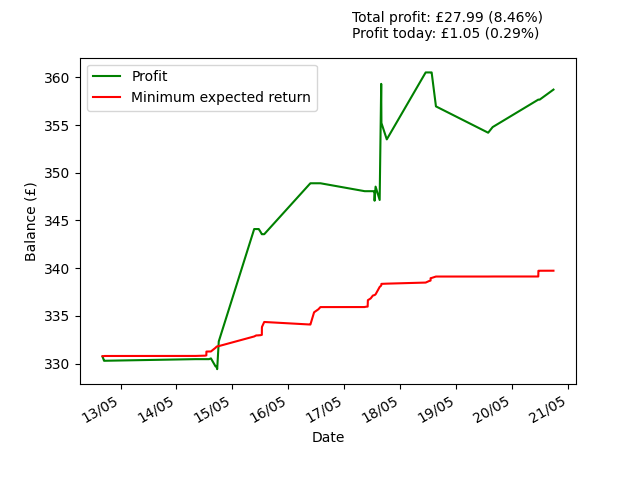 Total profit: £27.99 (8.46%)
Profit today: £1.05 (0.29%)
Profit
Minimum expected return
360
355
350
345
340
335
330
Balance (£)
13/05
14/05
15/05
16/05
17/05
18/05
19/05
20/05
21/05
Date